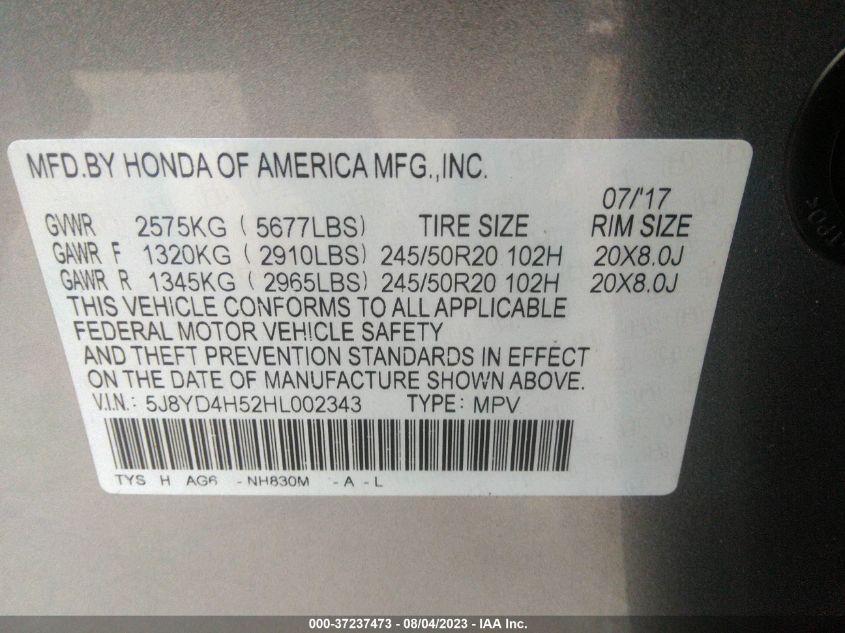 MFD.BY HONDA OF AMERICA MFG.,INC.
07/'17
GVWR 2575KG ( 5677LBS) TIRE SIZE RIM SIZE
GAWR F 1320KG ( 2910LBS) 245/50R20 102H 20X8.0J
GAWR R 1345KG ( 2965LBS) 245/50R20 102H 20X8.0J
THIS VEHICLE CONFORMS TO ALL APPLICABLE
FEDERAL MOTOR VEHICLE SAFETY
AND THEFT PREVENTION STANDARDS IN EFFECT
ON THE DATE OF MANUFACTURE SHOWN ABOVE.
V.I.N.: 5J8YD4H52HL002343 TYPE: MPV
TYS H AG6 -NH830M -A -L
000-37237473 - 08/04/2023 - IAA Inc.